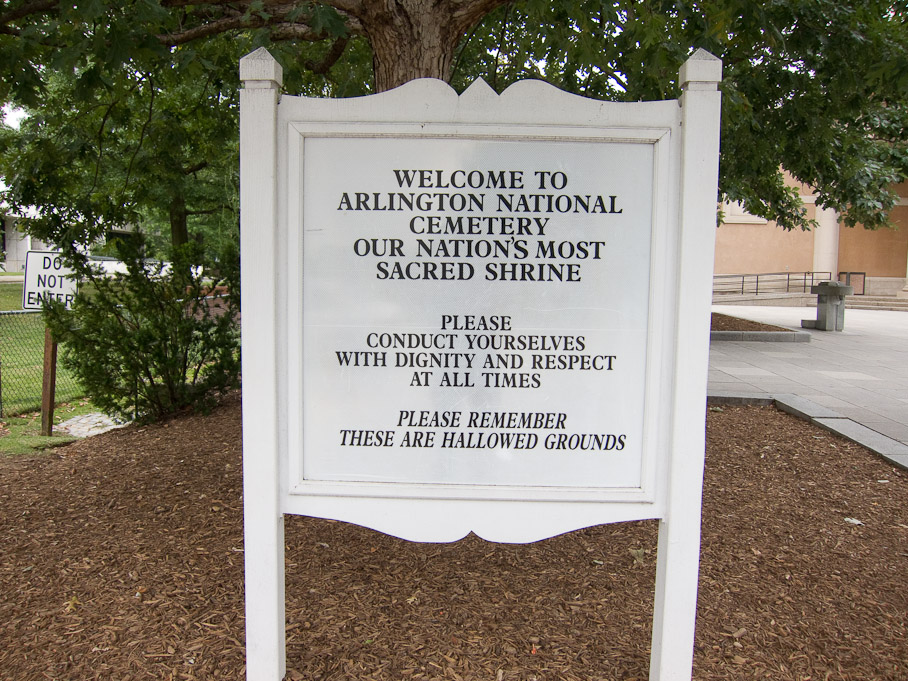 WELCOME TO
ARLINGTON NATIONAL
CEMETERY
OUR NATION'S MOST
SACRED SHRINE
PLEASE
CONDUCT YOURSELVES
WITH DIGNITY AND RESPECT
AT ALL TIMES
PLEASE REMEMBER
THESE ARE HALLOWED GROUNDS
DO
NOT
ENTER